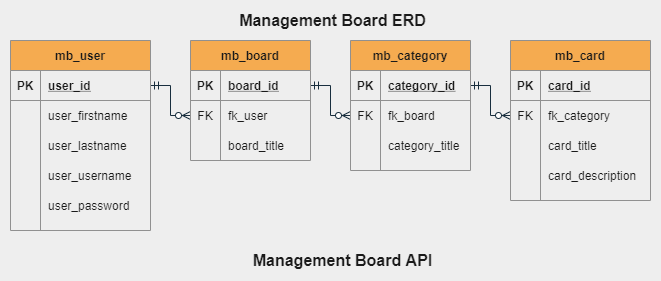 Management Board ERD
mb_user
PK user_id
user_firstname
user_lastname
user_username
user_password
mb_board
PK board_id
FK fk_user
board_title
mb_category
PK category_id
FK fk_board
category_title
mb_card
PK card_id
FK fk_category
card_title
card_description
Management Board API